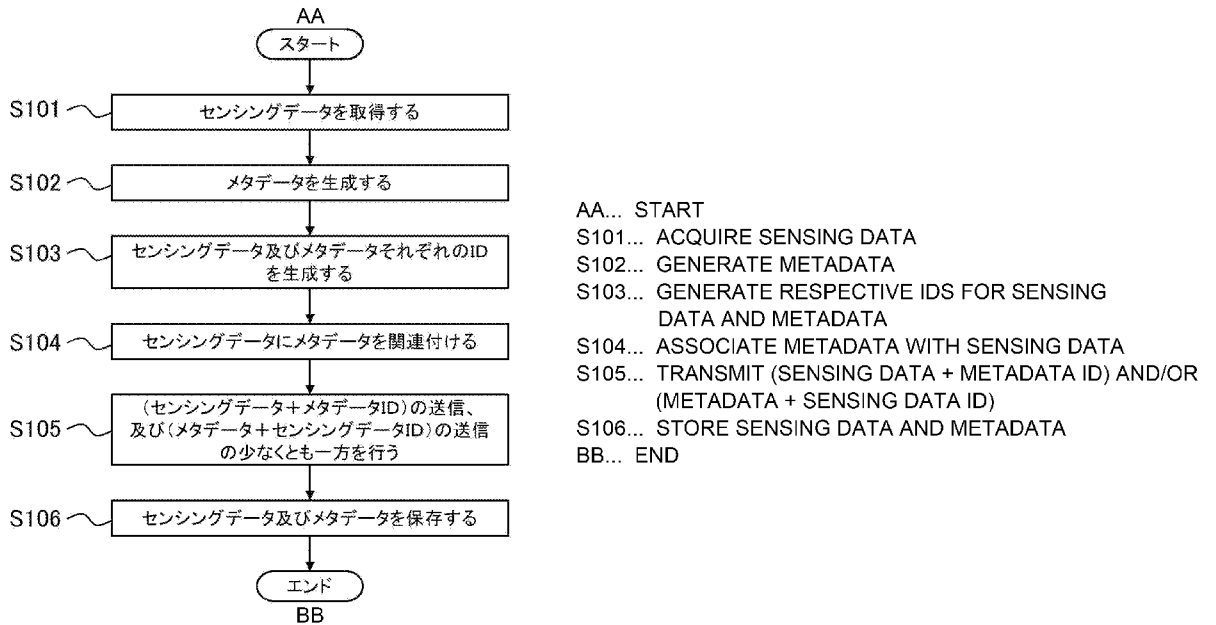 AA
スタート
S101
センシングデータを取得する
S102
メタデータを生成する
S103
センシングデータ及びメタデータそれぞれのID
を生成する
S104
センシングデータにメタデータを関連付ける
S105
(センシングデータ+メタデータID)の送信、
及び(メタデータ+センシングデータID)の送信
の少なくとも一方を行う
S106
センシングデータ及びメタデータを保存する
エンド
BB
AA... START
S101... ACQUIRE SENSING DATA
S102... GENERATE METADATA
S103... GENERATE RESPECTIVE IDS FOR SENSING
DATA AND METADATA
S104... ASSOCIATE METADATA WITH SENSING DATA
S105... TRANSMIT (SENSING DATA + METADATA ID) AND/OR
(METADATA + SENSING DATA ID)
S106... STORE SENSING DATA AND METADATA
BB... END